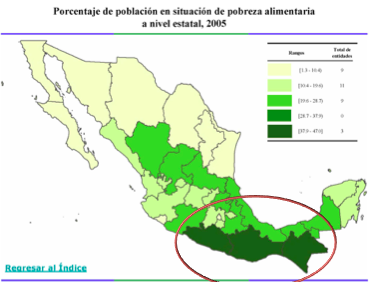 Porcentaje de población en situación de pobreza alimentaria
a nivel estatal, 2005
Rangos Total de
entidades
[1.3 - 10.4] 9
[10.4 - 19.6] 11
[19.6 - 28.7] 9
[28.7 - 37.9] 0
[37.9 - 47.0] 3
Regresar al Índice